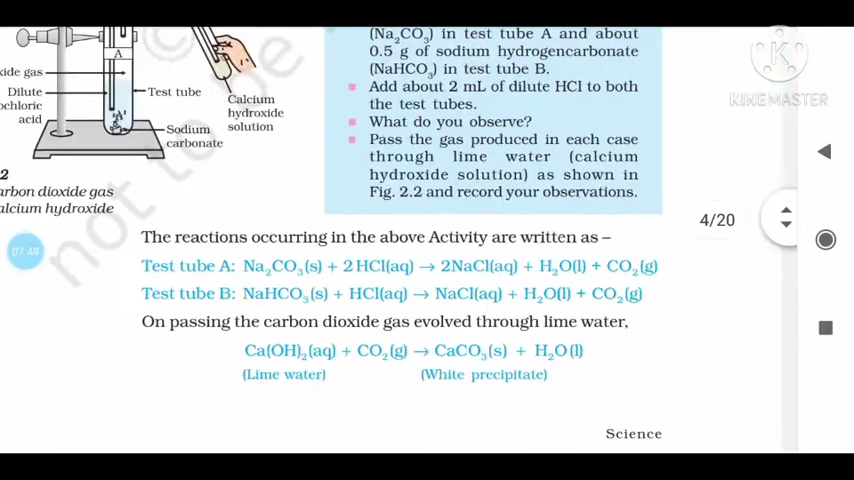 (Na₂CO₃) in test tube A and about
0.5 g of sodium hydrogencarbonate
(NaHCO₃) in test tube B.
Add about 2 mL of dilute HCl to both
the test tubes.
What do you observe?
Pass the gas produced in each case
through lime water (calcium
hydroxide solution) as shown in
Fig. 2.2 and record your observations.
A
xide gas
Dilute
ochloric
acid
Test tube
Sodium
carbonate
Calcium
hydroxide
solution
2
arbon dioxide gas
alcium hydroxide
not to be
The reactions occurring in the above Activity are written as –
Test tube A: Na₂CO₃(s) + 2HCl(aq) → 2NaCl(aq) + H₂O(l) + CO₂(g)
Test tube B: NaHCO₃(s) + HCl(aq) → NaCl(aq) + H₂O(l) + CO₂(g)
On passing the carbon dioxide gas evolved through lime water,
Ca(OH)₂(aq) + CO₂(g) → CaCO₃(s) + H₂O(l)
(Lime water) (White precipitate)
Science
07:49
4/20
KINEMASTER